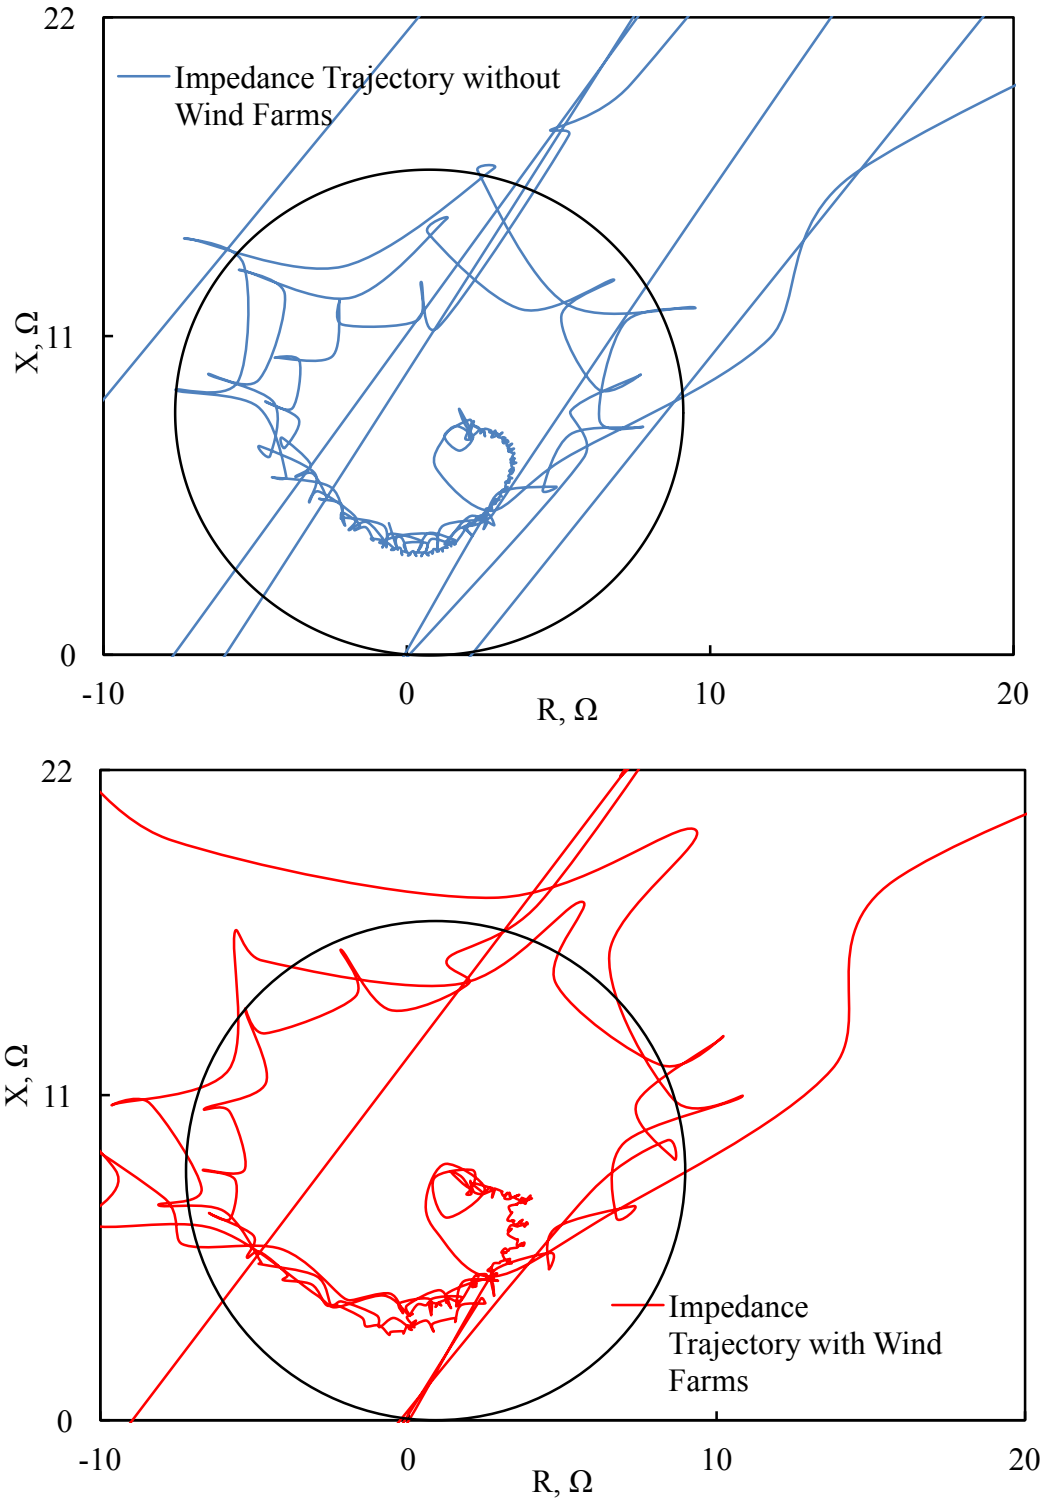 22
Impedance Trajectory without
Wind Farms
X, Ω
11
0
-10
0
10
20
R, Ω
22
X, Ω
11
Impedance
Trajectory with Wind
Farms
0
-10
0
10
20
R, Ω